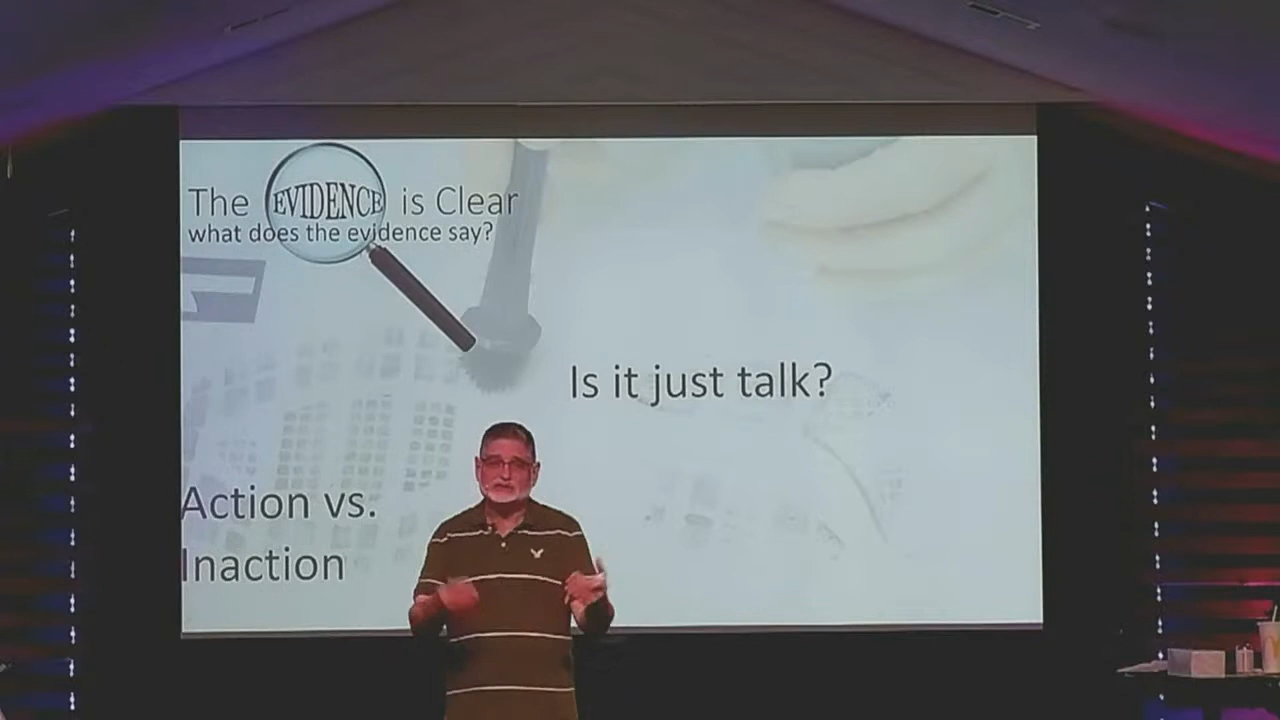 The EVIDENCE is Clear
what does the evidence say?
Is it just talk?
Action vs.
Inaction